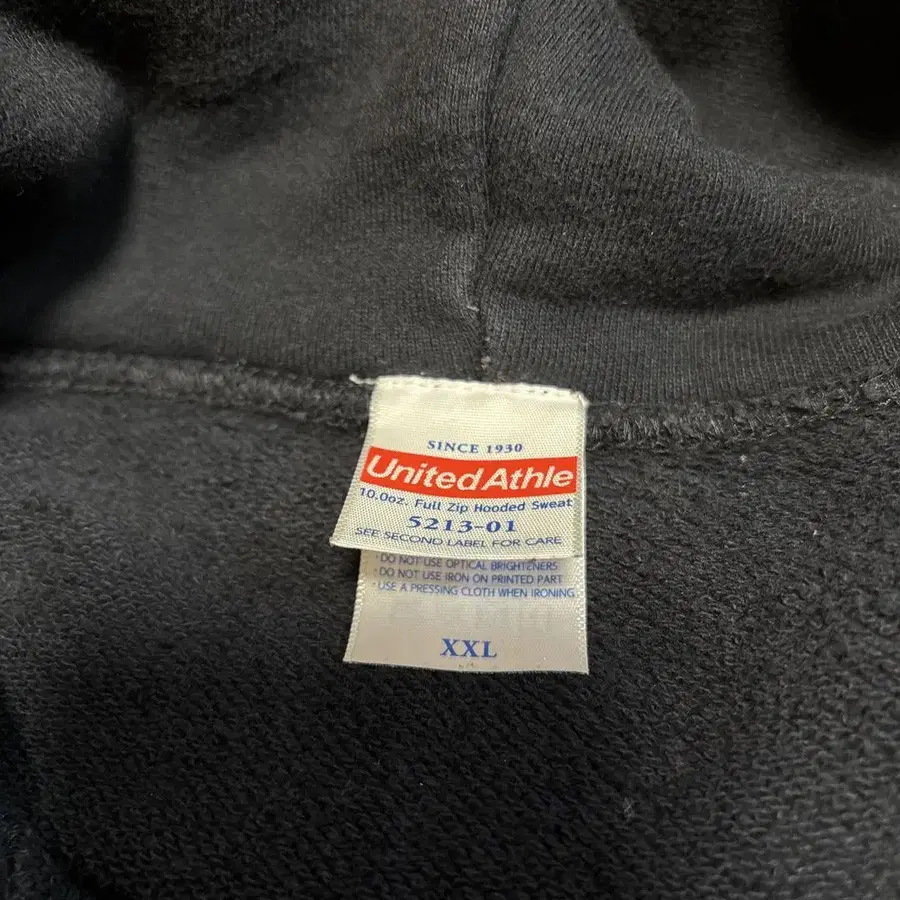 SINCE 1930
United Athle
10.0oz. Full Zip Hooded Sweat
5213-01
SEE SECOND LABEL FOR CARE
· DO NOT USE OPTICAL BRIGHTENERS
· DO NOT USE IRON ON PRINTED PART
· USE A PRESSING CLOTH WHEN IRONING
XXL